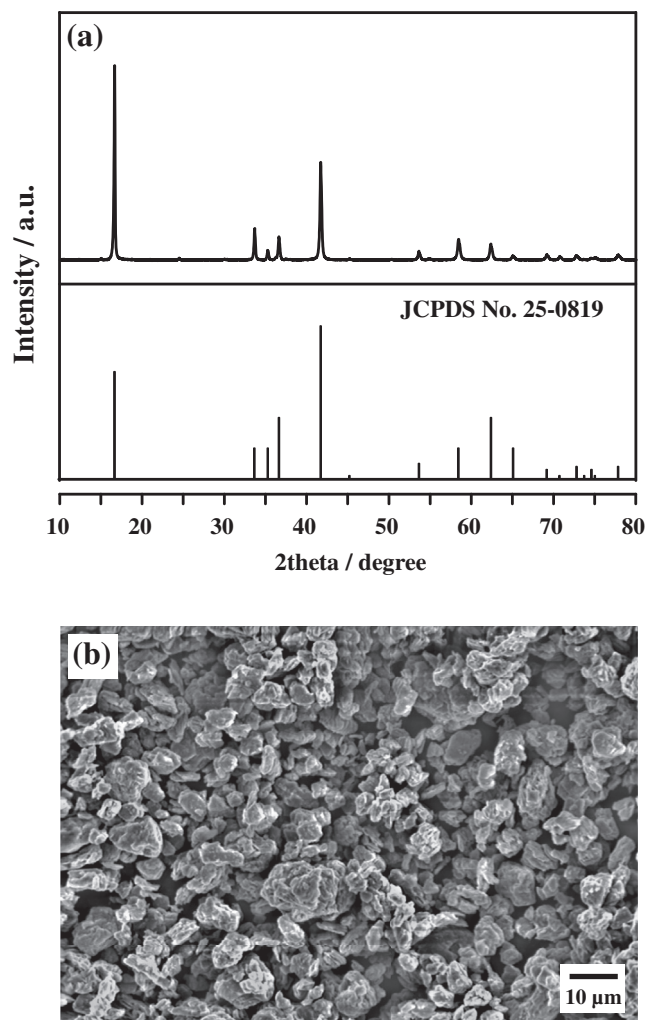 (a)
Intensity / a.u.
JCPDS No. 25-0819
10 20 30 40 50 60 70 80
2theta / degree
(b)
10 µm